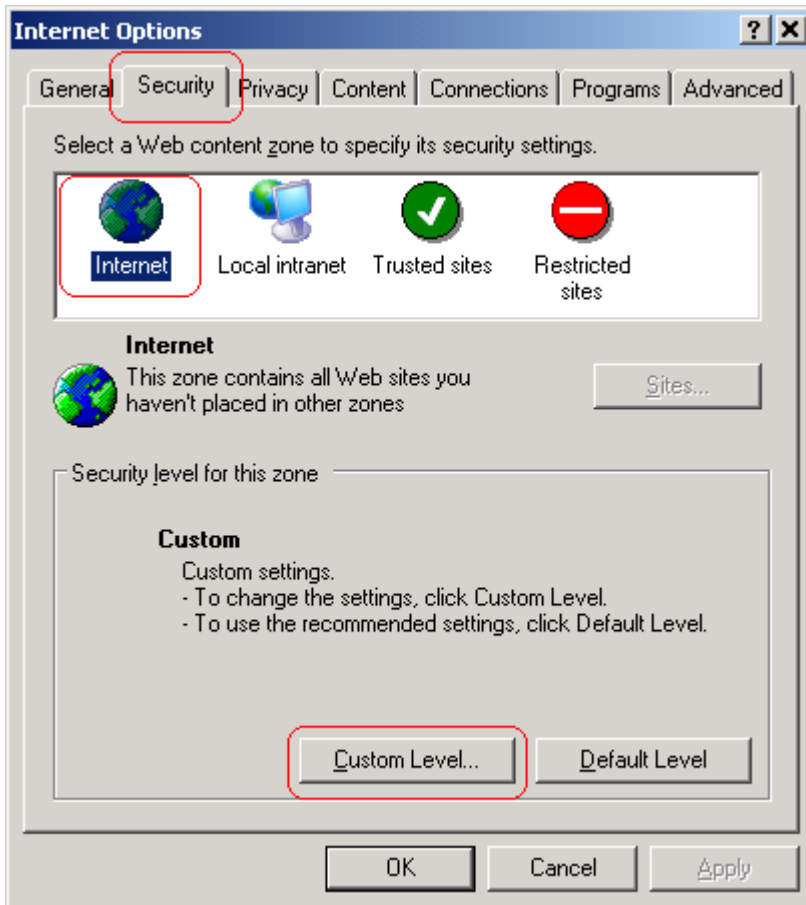 Internet Options
General Security Privacy Content Connections Programs Advanced
Select a Web content zone to specify its security settings.
Internet Local intranet Trusted sites Restricted sites
Internet
This zone contains all Web sites you
haven't placed in other zones
Sites...
Security level for this zone
Custom
Custom settings.
- To change the settings, click Custom Level.
- To use the recommended settings, click Default Level.
Custom Level... Default Level
OK Cancel Apply